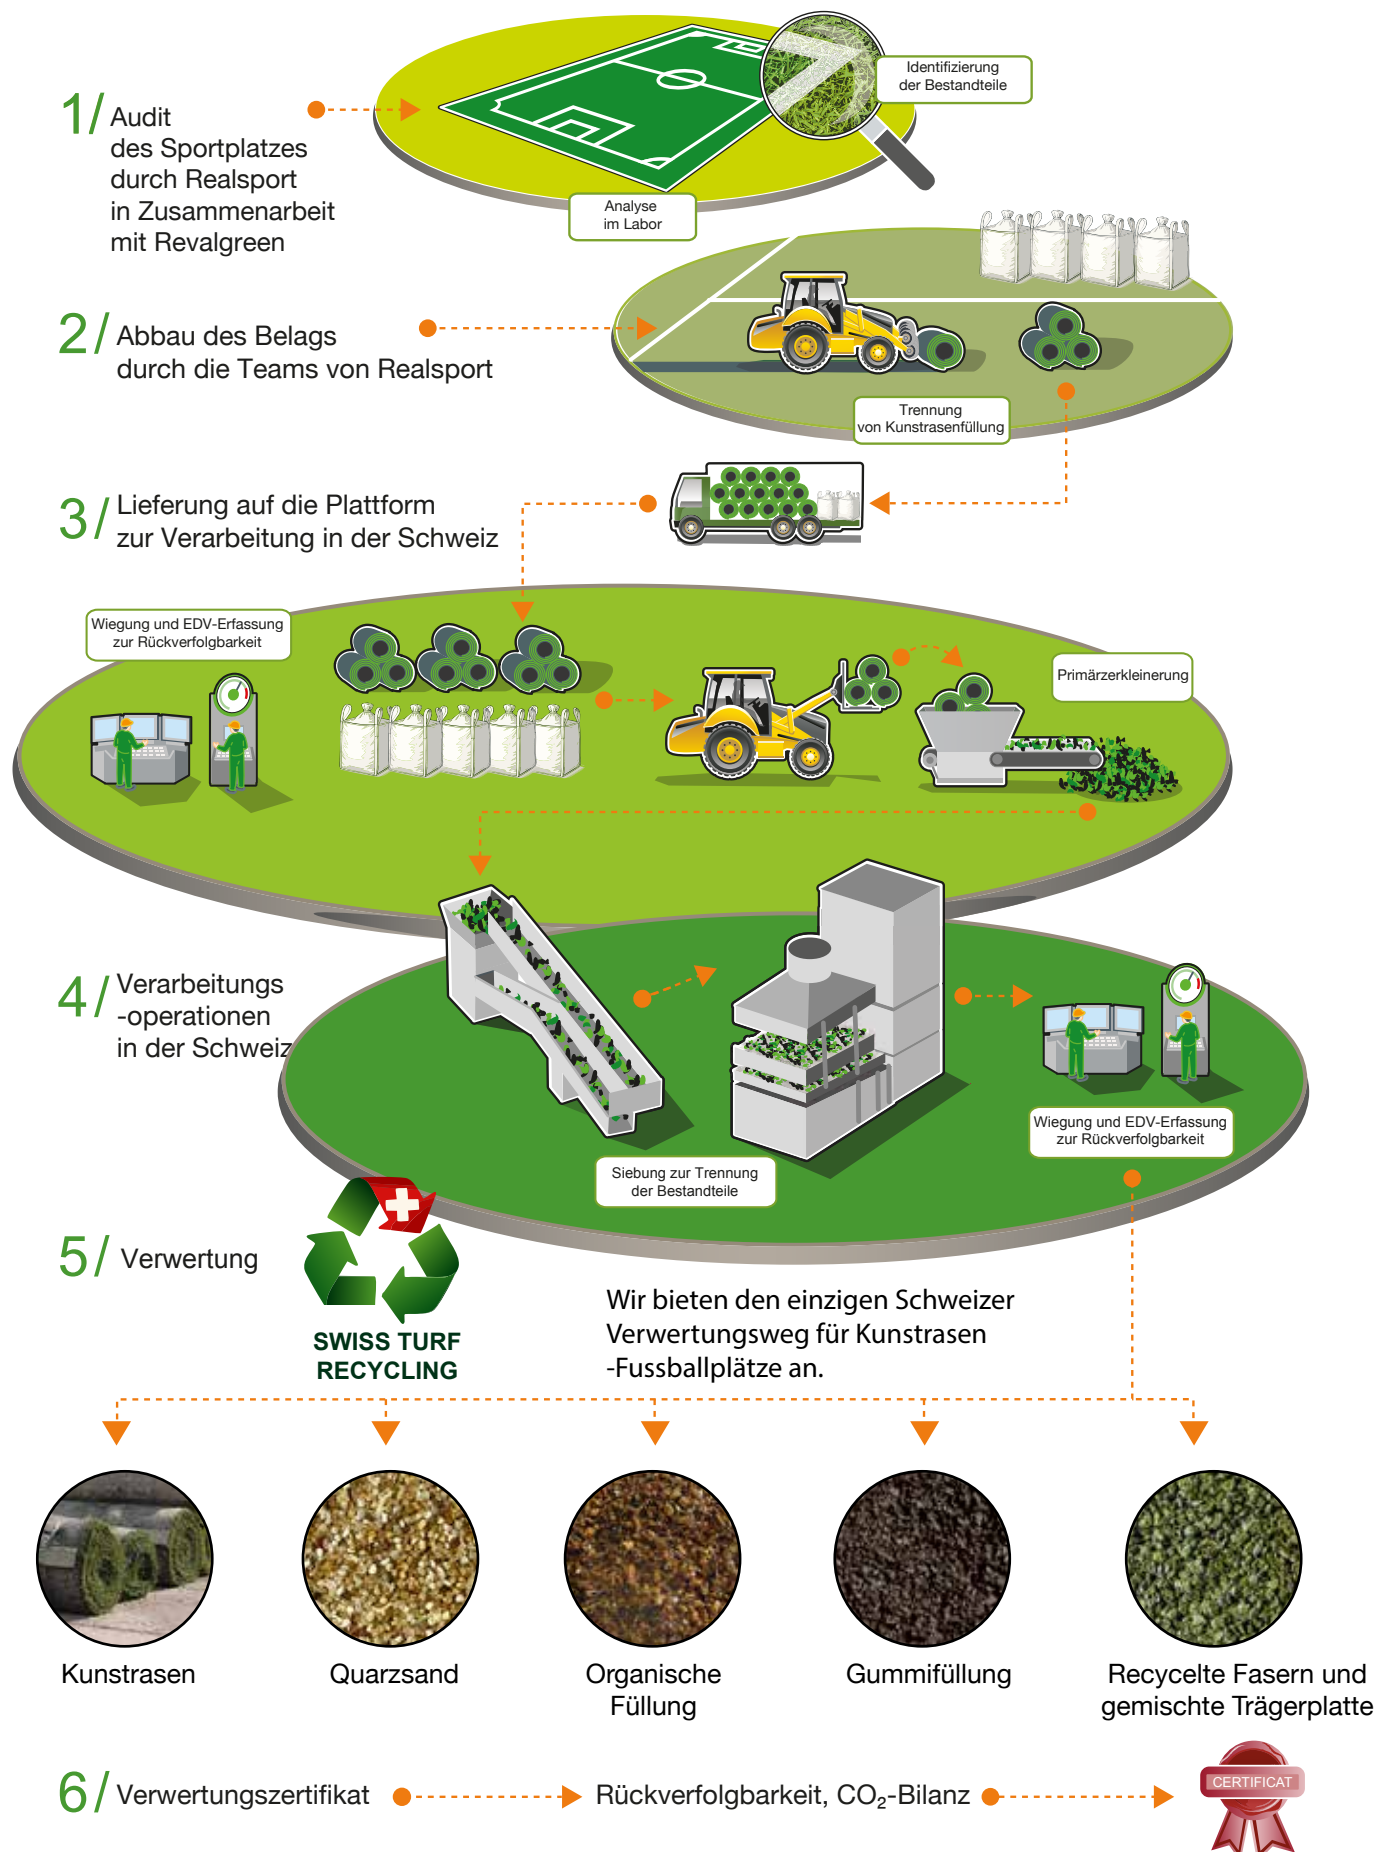 1/ Audit
des Sportplatzes
durch Realsport
in Zusammenarbeit
mit Revalgreen
Identifizierung
der Bestandteile
Analyse
im Labor
2/ Abbau des Belags
durch die Teams von Realsport
Trennung
von Kunstrasenfüllung
3/ Lieferung auf die Plattform
zur Verarbeitung in der Schweiz
Wiegung und EDV-Erfassung
zur Rückverfolgbarkeit
Primärzerkleinerung
4/ Verarbeitungs
-operationen
in der Schweiz
Siebung zur Trennung
der Bestandteile
Wiegung und EDV-Erfassung
zur Rückverfolgbarkeit
5/ Verwertung
SWISS TURF
RECYCLING
Wir bieten den einzigen Schweizer
Verwertungsweg für Kunstrasen
-Fussballplätze an.
Kunstrasen
Quarzsand
Organische
Füllung
Gummifüllung
Recycelte Fasern und
gemischte Trägerplatte
6/ Verwertungszertifikat
Rückverfolgbarkeit, CO₂-Bilanz
CERTIFICAT